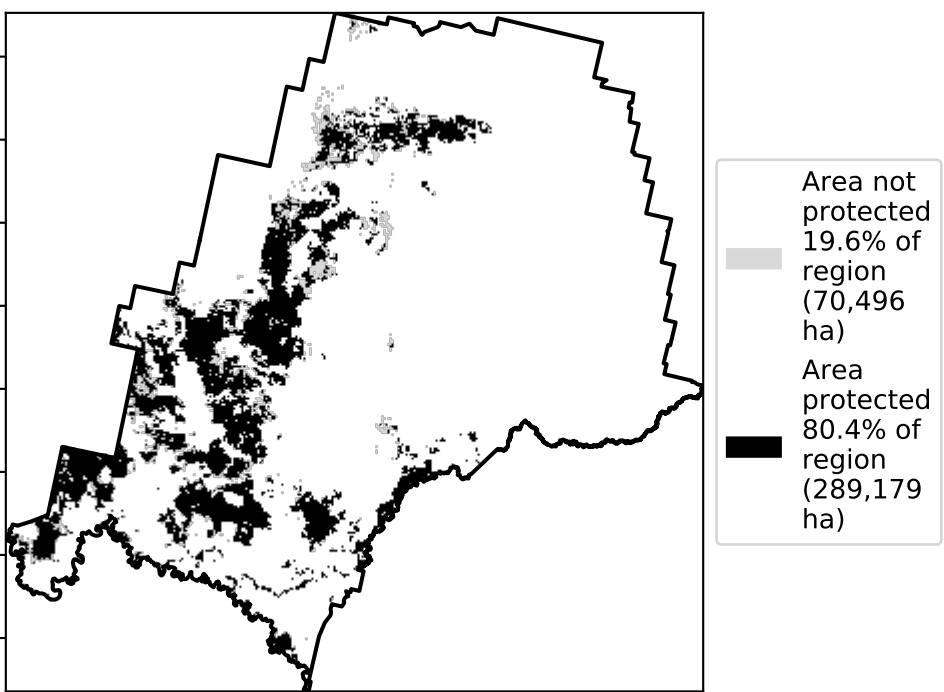 Area not
protected
19.6% of
region
(70,496
ha)
Area
protected
80.4% of
region
(289,179
ha)